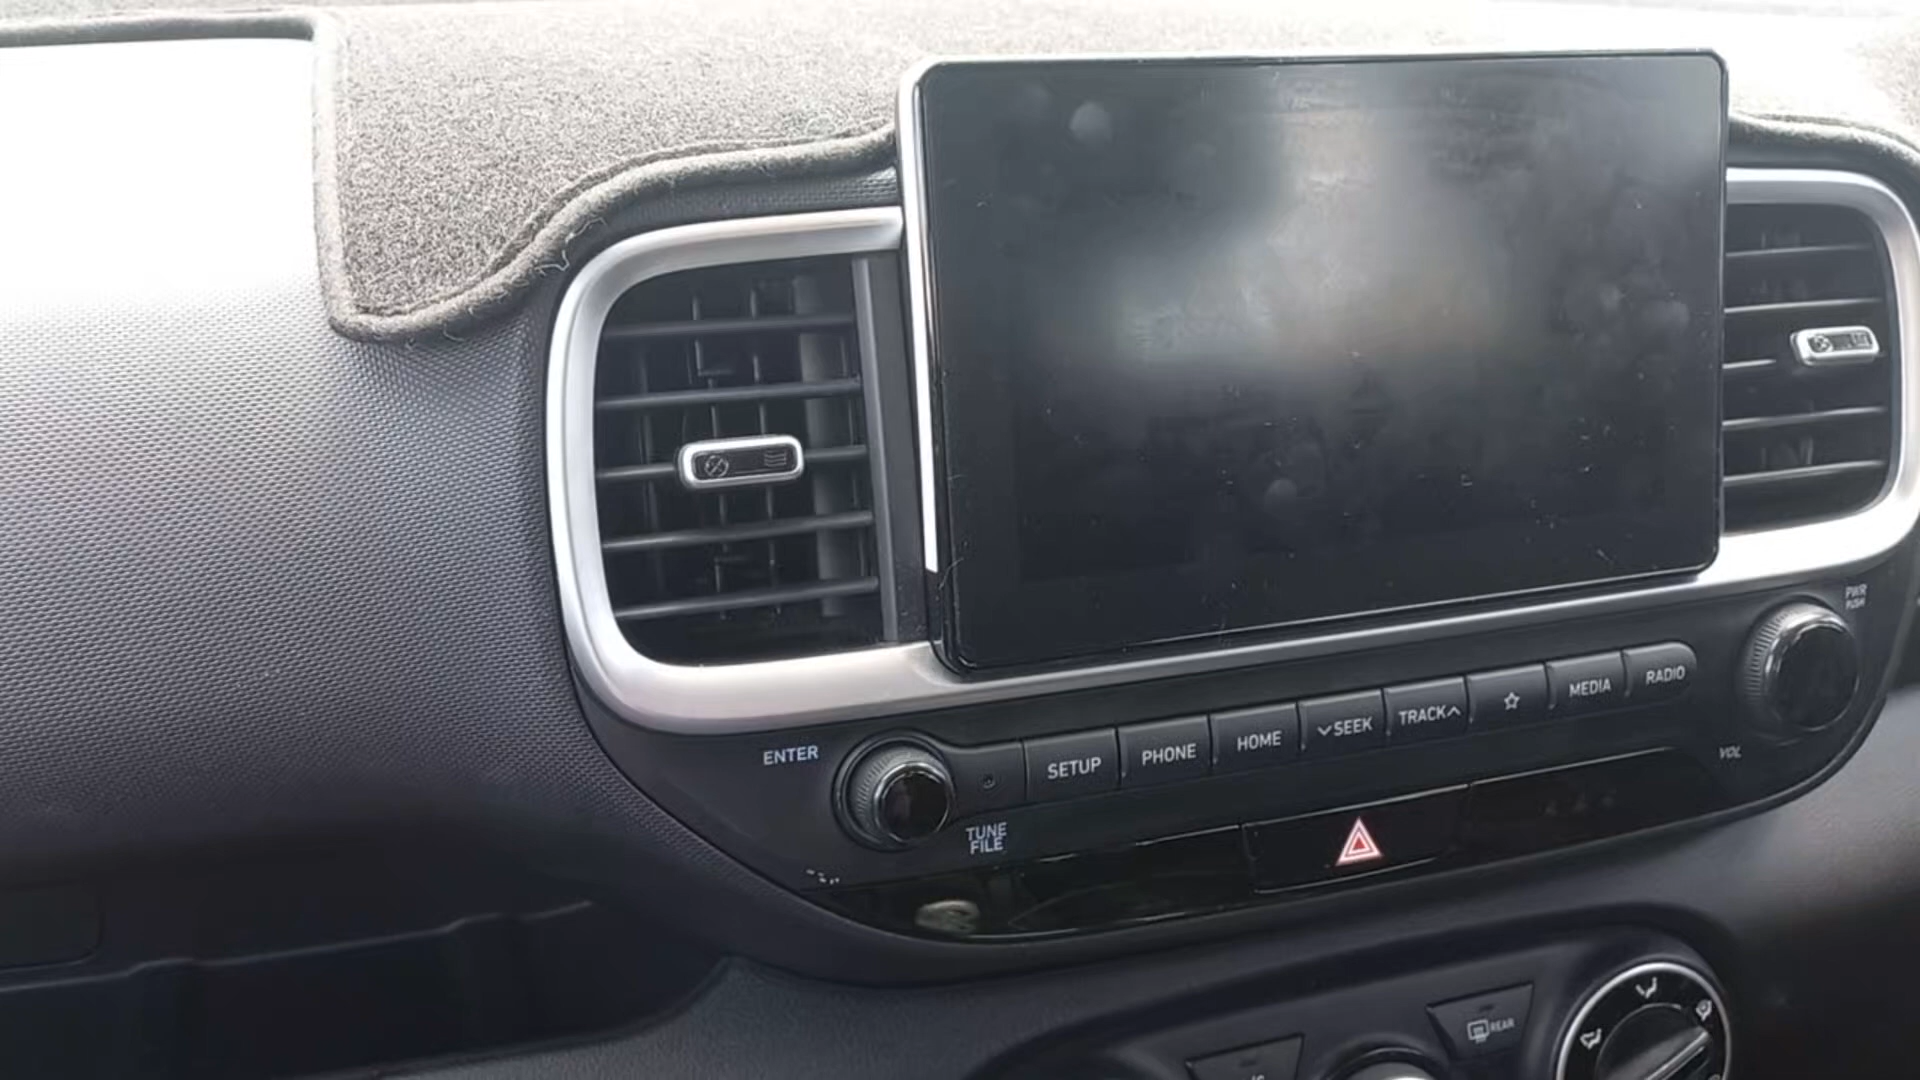 PWR
PUSH
ENTER
SETUP
PHONE
HOME
SEEK
TRACK
MEDIA
RADIO
VOL
TUNE
FILE
REAR